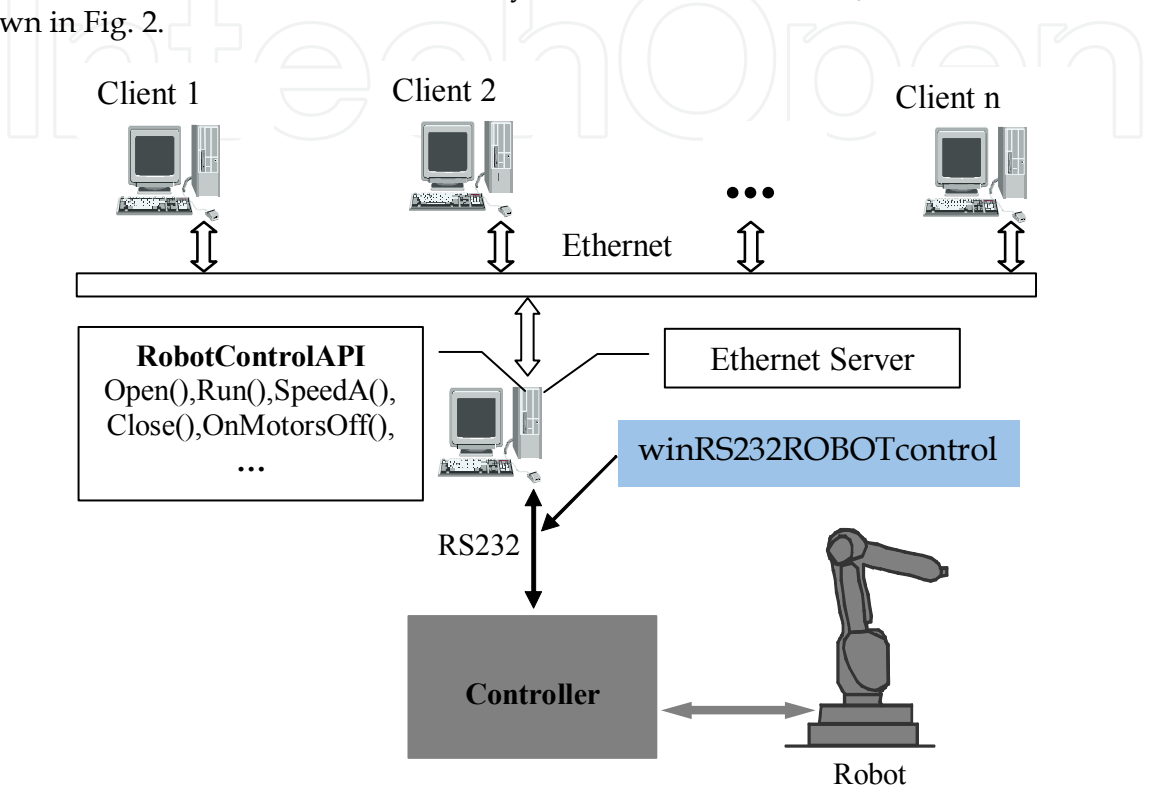 wn in Fig. 2.
IntechOpen
Client 1
Client 2
Client n
•••
Ethernet
RobotControlAPI
Open(),Run(),SpeedA(),
Close(),OnMotorsOff(),
…
Ethernet Server
winRS232ROBOTcontrol
RS232
Controller
Robot